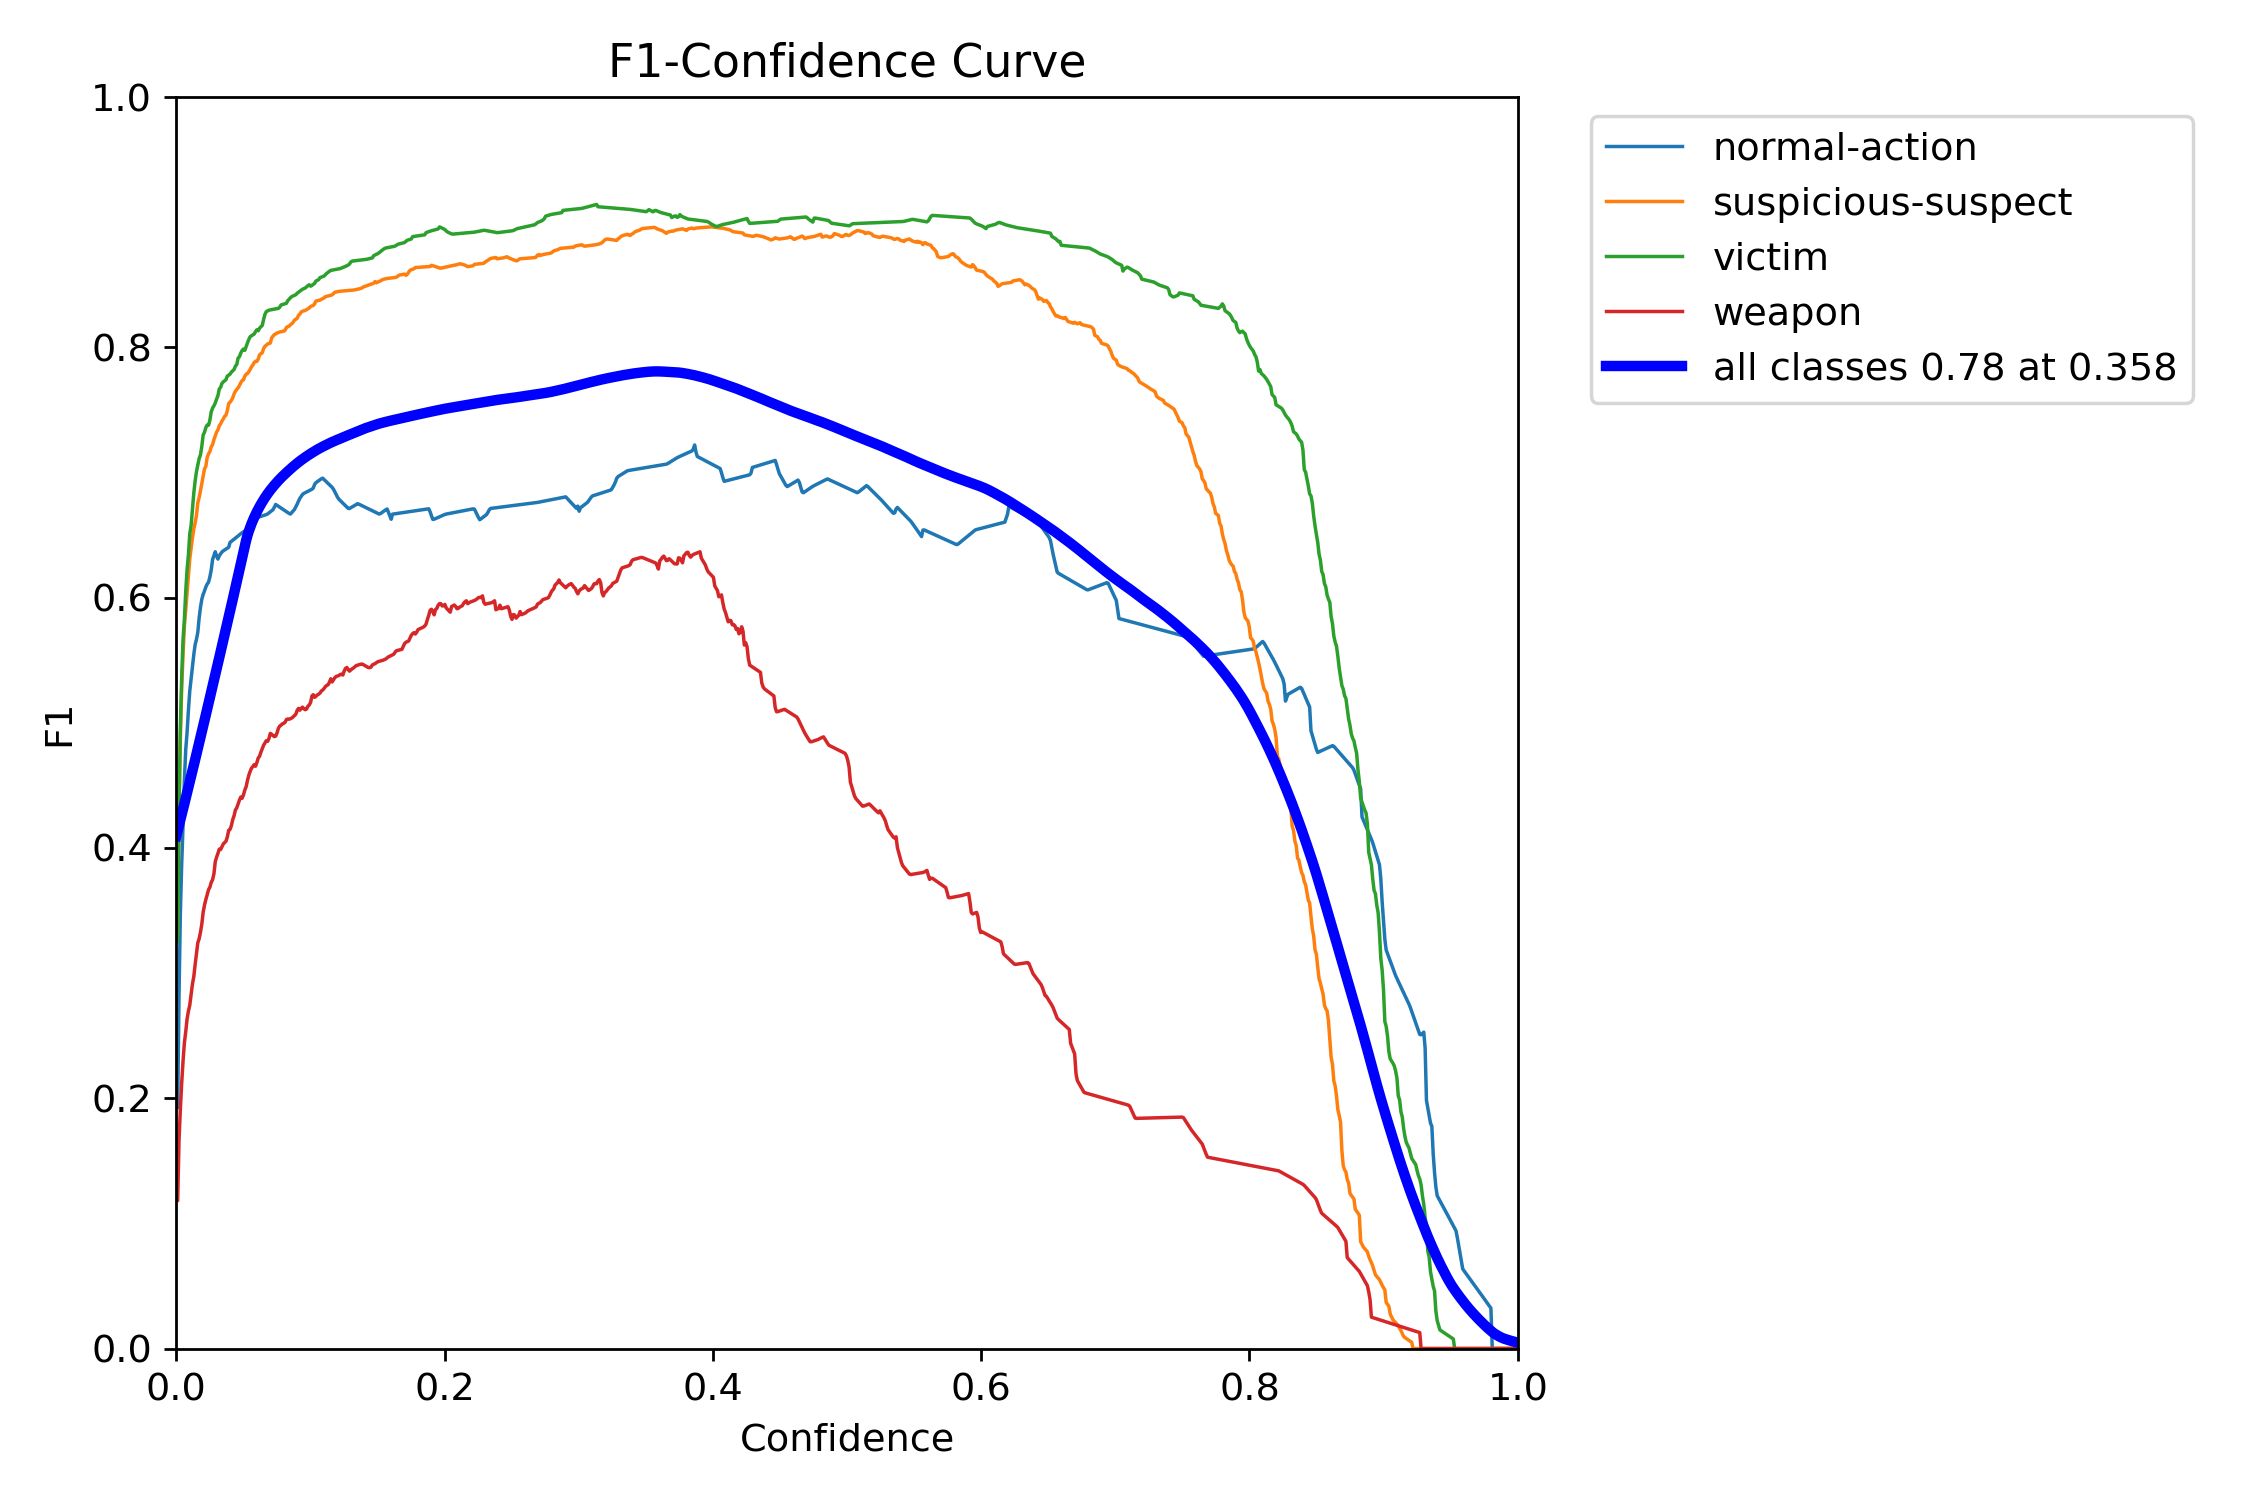 F1-Confidence Curve
1.0
0.8
0.6
0.4
0.2
0.0
F1
0.0 0.2 0.4 0.6 0.8 1.0
Confidence
normal-action
suspicious-suspect
victim
weapon
all classes 0.78 at 0.358